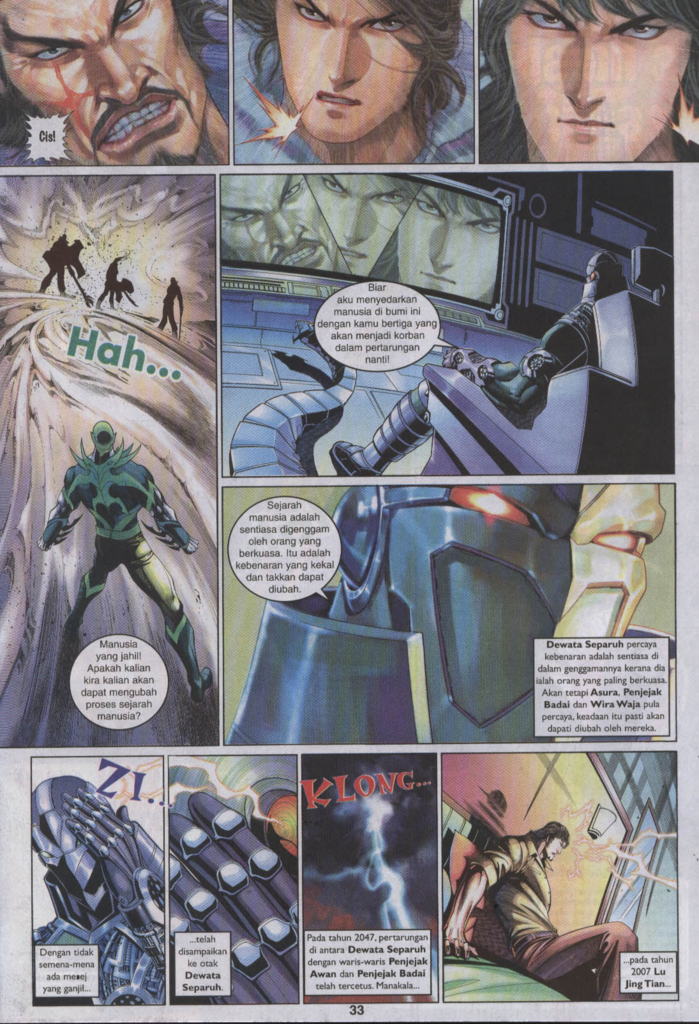 Cis!
Hah...
Manusia
yang jahil!
Apakah kalian
kira kalian akan
dapat mengubah
proses sejarah
manusia?
Biar
aku menyedarkan
manusia di bumi ini
dengan kamu bertiga yang
akan menjadi korban
dalam pertarungan
nanti!
Sejarah
manusia adalah
sentiasa digenggam
oleh orang yang
berkuasa. Itu adalah
kebenaran yang kekal
dan takkan dapat
diubah.
Dewata Separuh percaya
kebenaran adalah sentiasa di
dalam genggamannya kerana dia
ialah orang yang paling berkuasa.
Akan tetapi Asura, Penjejak
Badai dan Wira Waja pula
percaya, keadaan itu pasti akan
dapati diubah oleh mereka.
ZI...
Dengan tidak
semena-mena
ada mesej
yang ganjil...
...telah
disampaikan
ke otak
Dewata
Separuh.
KLONG...
Pada tahun 2047, pertarungan
di antara Dewata Separuh
dengan waris-waris Penjejak
Awan dan Penjejak Badai
telah tercetus. Manakala...
...pada tahun
2007 Lu
Jing Tian...
33